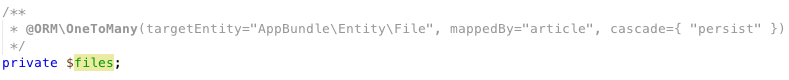 /**
 * @ORM\OneToMany(targetEntity="AppBundle\Entity\File", mappedBy="article", cascade={ "persist" })
 */
private $files;